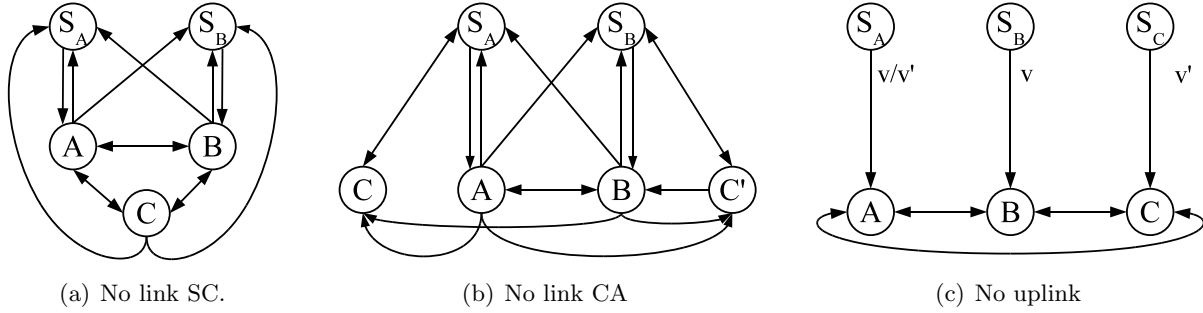 S_A S_B
A B
C
(a) No link SC.
S_A S_B
C A B C'
(b) No link CA
S_A S_B S_C
v/v' v v'
A B C
(c) No uplink